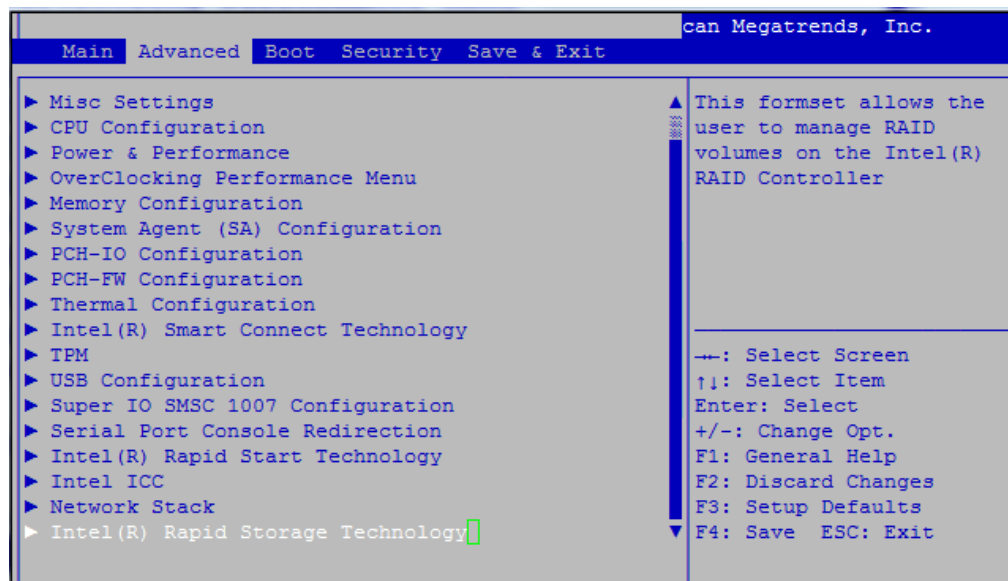 can Megatrends, Inc.
Main Advanced Boot Security Save & Exit
► Misc Settings
► CPU Configuration
► Power & Performance
► OverClocking Performance Menu
► Memory Configuration
► System Agent (SA) Configuration
► PCH-IO Configuration
► PCH-FW Configuration
► Thermal Configuration
► Intel(R) Smart Connect Technology
► TPM
► USB Configuration
► Super IO SMSC 1007 Configuration
► Serial Port Console Redirection
► Intel(R) Rapid Start Technology
► Intel ICC
► Network Stack
► Intel(R) Rapid Storage Technology
This formset allows the
user to manage RAID
volumes on the Intel(R)
RAID Controller
→←: Select Screen
↑↓: Select Item
Enter: Select
+/-: Change Opt.
F1: General Help
F2: Discard Changes
F3: Setup Defaults
F4: Save ESC: Exit